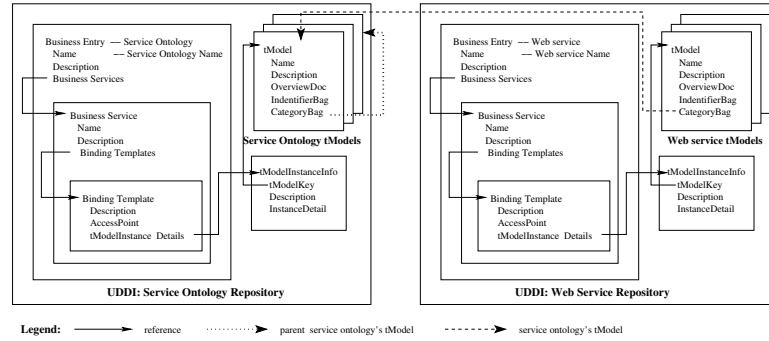 Business Entry −− Service Ontology
Name −− Service Ontology Name
Description
Business Services
Business Service
Name
Description
Binding Templates
Binding Template
Description
AccessPoint
tModelInstance Details
tModel
Name
Description
OverviewDoc
IndentifierBag
CategoryBag
Service Ontology tModels
tModelInstanceInfo
tModelKey
Description
InstanceDetail
UDDI: Service Ontology Repository
Business Entry −− Web service
Name −− Web service Name
Description
Business Services
Business Service
Name
Description
Binding Templates
Binding Template
Description
AccessPoint
tModelInstance Details
tModel
Name
Description
OverviewDoc
IndentifierBag
CategoryBag
Web service tModels
tModelInstanceInfo
tModelKey
Description
InstanceDetail
UDDI: Web Service Repository
Legend: reference parent service ontology's tModel service ontology's tModel